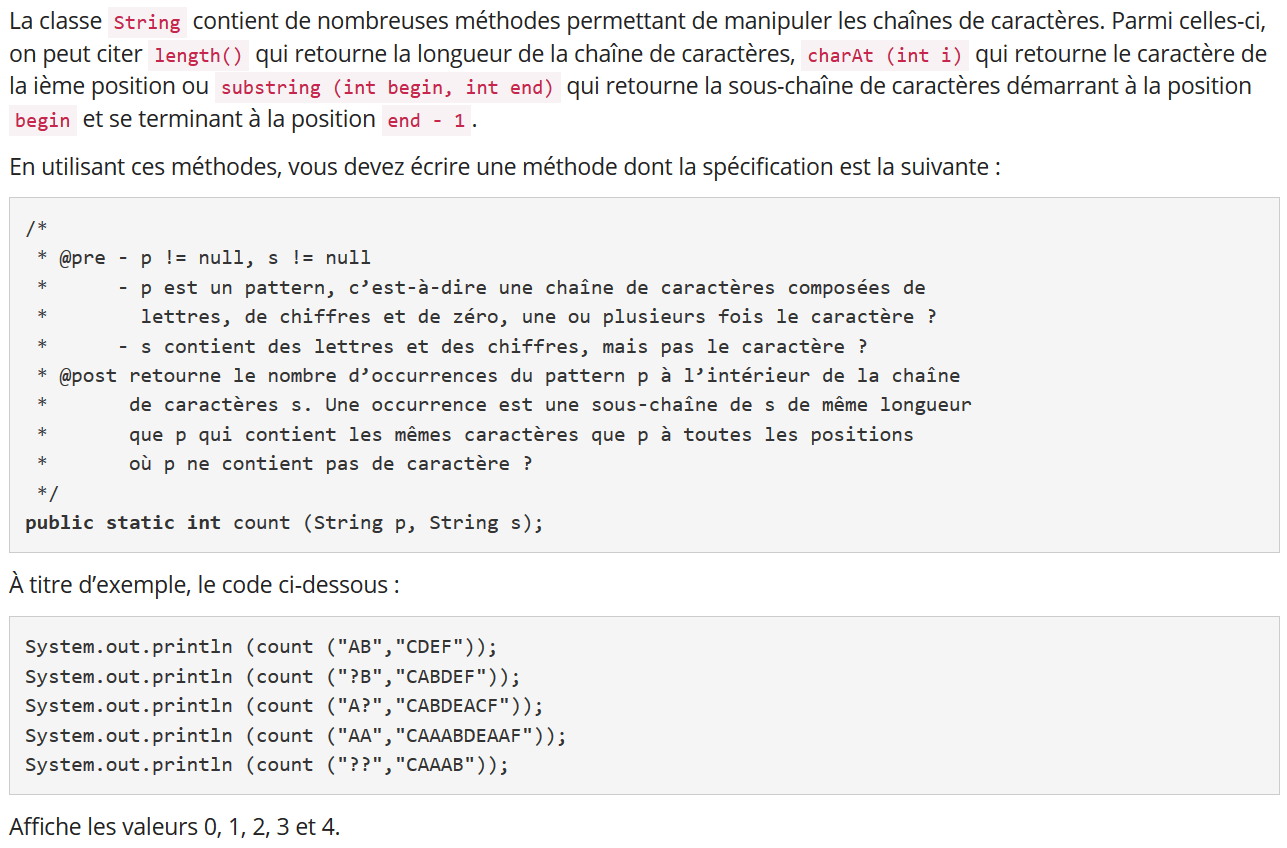 La classe String contient de nombreuses méthodes permettant de manipuler les chaînes de caractères. Parmi celles-ci,
on peut citer length() qui retourne la longueur de la chaîne de caractères, charAt (int i) qui retourne le caractère de
la ième position ou substring (int begin, int end) qui retourne la sous-chaîne de caractères démarrant à la position
begin et se terminant à la position end - 1.
En utilisant ces méthodes, vous devez écrire une méthode dont la spécification est la suivante :
/*
 * @pre - p != null, s != null
 *      - p est un pattern, c’est-à-dire une chaîne de caractères composées de
 *        lettres, de chiffres et de zéro, une ou plusieurs fois le caractère ?
 *      - s contient des lettres et des chiffres, mais pas le caractère ?
 * @post retourne le nombre d’occurrences du pattern p à l’intérieur de la chaîne
 *       de caractères s. Une occurrence est une sous-chaîne de s de même longueur
 *       que p qui contient les mêmes caractères que p à toutes les positions
 *       où p ne contient pas de caractère ?
 */
public static int count (String p, String s);
À titre d’exemple, le code ci-dessous :
System.out.println (count ("AB","CDEF"));
System.out.println (count ("?B","CABDEF"));
System.out.println (count ("A?","CABDEACF"));
System.out.println (count ("AA","CAAABDEAAF"));
System.out.println (count ("??","CAAAB"));
Affiche les valeurs 0, 1, 2, 3 et 4.